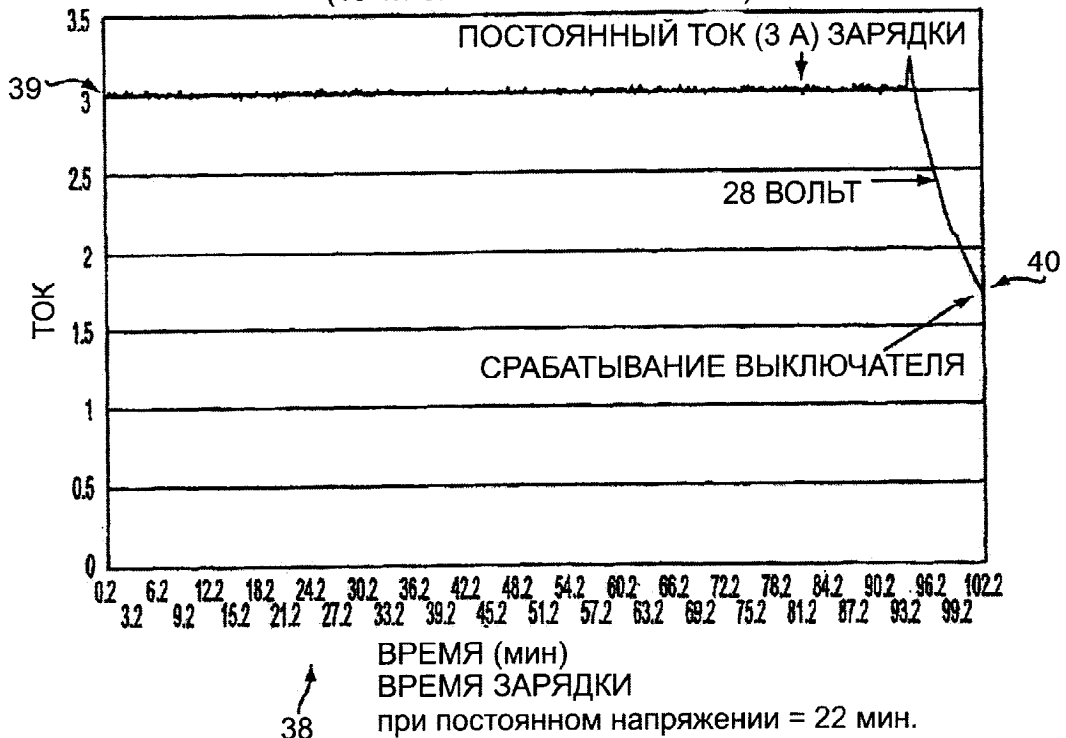 3.5
ПОСТОЯННЫЙ ТОК (3 А) ЗАРЯДКИ
39
3
2.5
28 ВОЛЬТ
2
40
ТОК
1.5
СРАБАТЫВАНИЕ ВЫКЛЮЧАТЕЛЯ
1
0.5
0
0.2 6.2 12.2 18.2 24.2 30.2 36.2 42.2 48.2 54.2 60.2 66.2 72.2 78.2 84.2 90.2 96.2 102.2
3.2 9.2 15.2 21.2 27.2 33.2 39.2 45.2 51.2 57.2 63.2 69.2 75.2 81.2 87.2 93.2 99.2
ВРЕМЯ (мин)
ВРЕМЯ ЗАРЯДКИ
38
при постоянном напряжении = 22 мин.